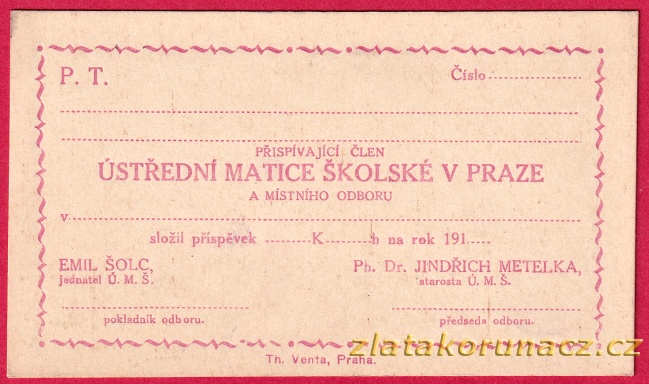 P. T.
Číslo
PŘISPÍVAJÍCÍ ČLEN
ÚSTŘEDNÍ MATICE ŠKOLSKÉ V PRAZE
A MÍSTNÍHO ODBORU
v
složil příspěvek K h na rok 191
EMIL ŠOLC,
jednatel Ú. M. Š.
Ph. Dr. JINDŘICH METELKA,
starosta Ú. M. Š.
pokladník odboru.
předseda odboru.
Th. Venta, Praha.
zlatakorunacz.cz